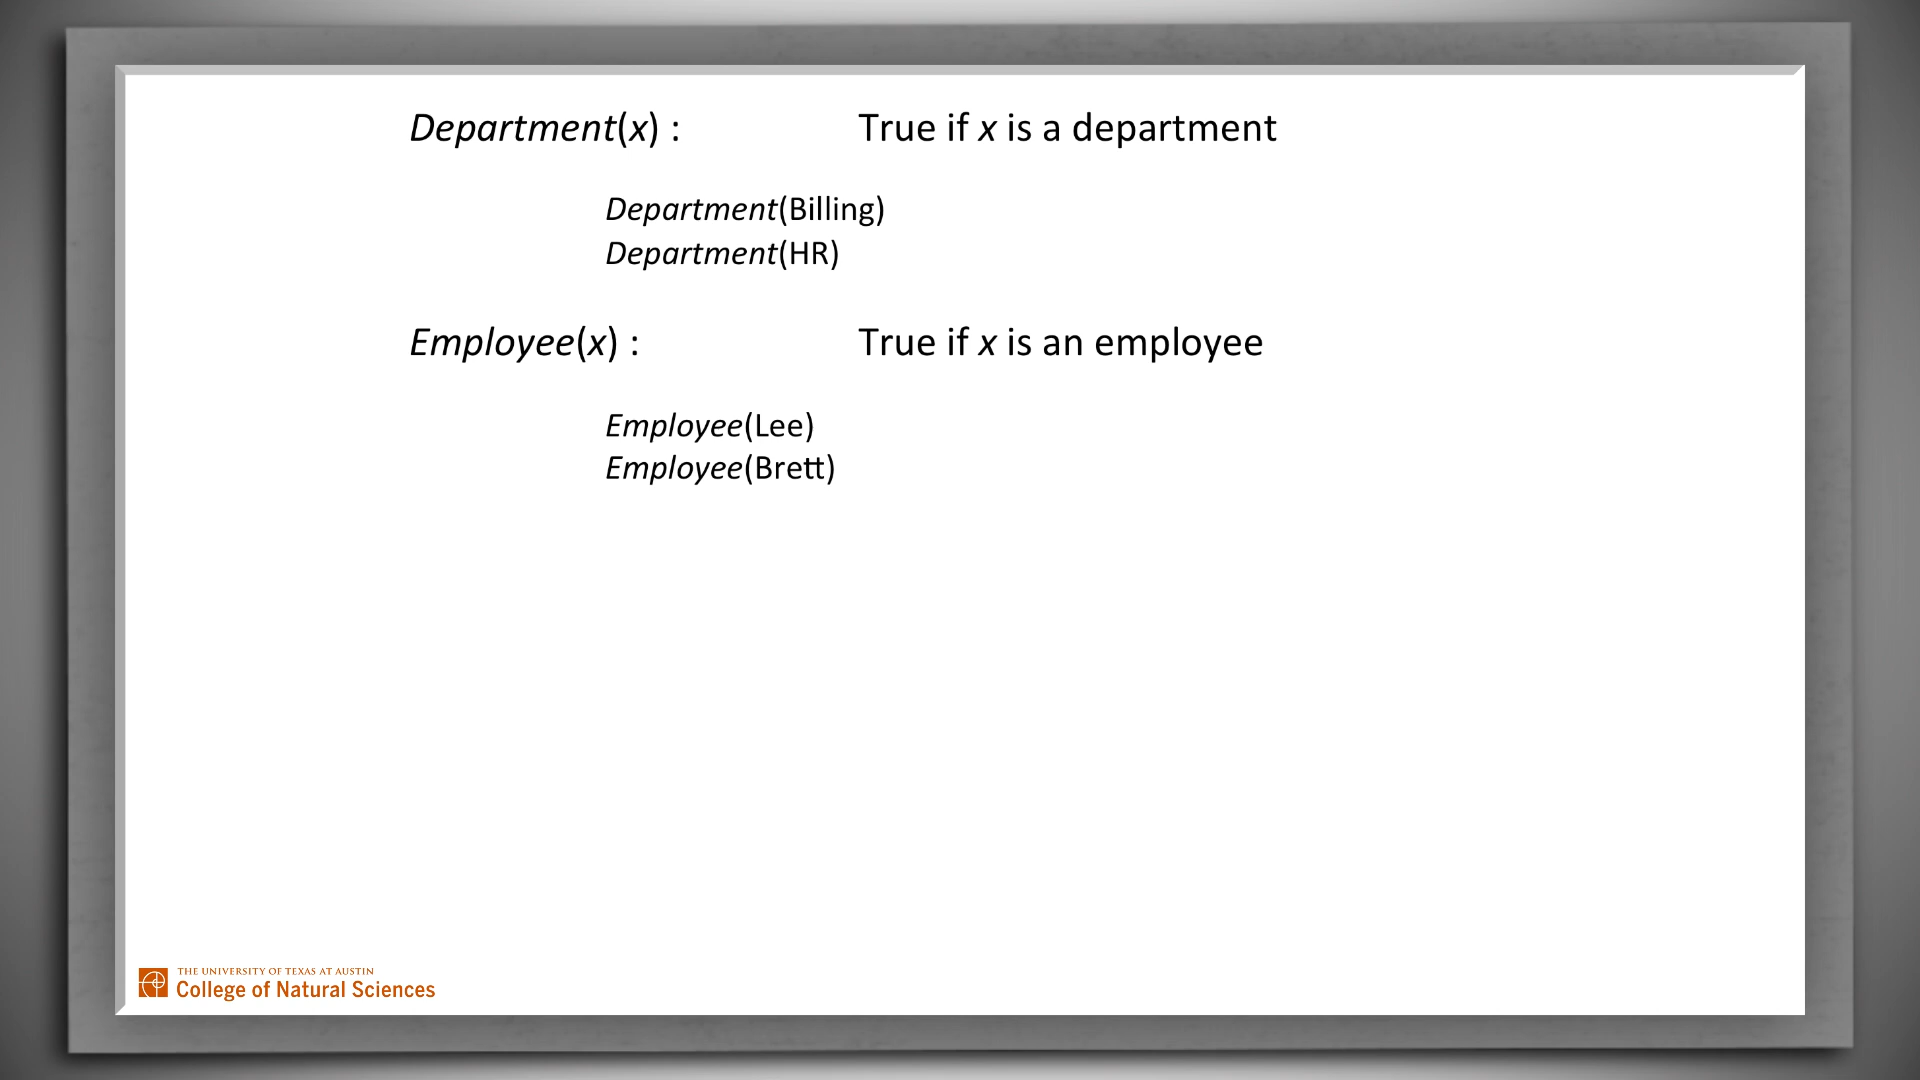 Department(x) : True if x is a department
Department(Billing)
Department(HR)
Employee(x) : True if x is an employee
Employee(Lee)
Employee(Brett)
THE UNIVERSITY OF TEXAS AT AUSTIN
College of Natural Sciences